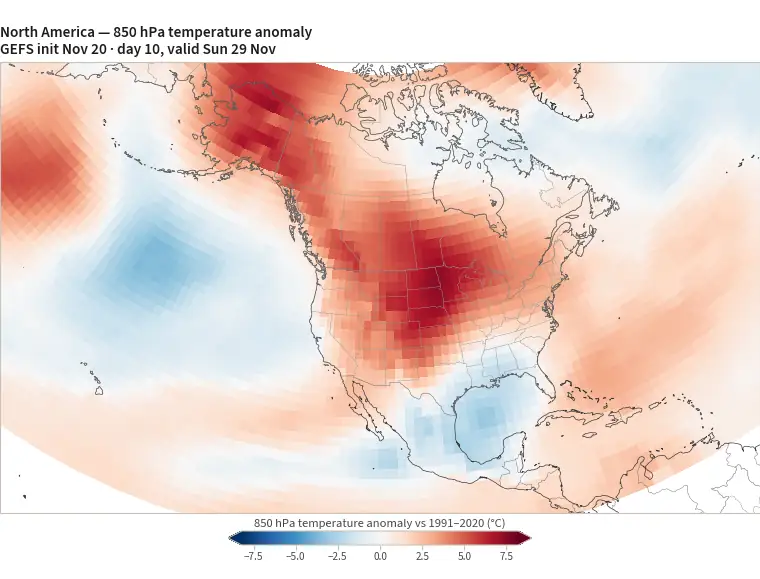 North America — 850 hPa temperature anomaly
GEFS init Nov 20 · day 10, valid Sun 29 Nov
850 hPa temperature anomaly vs 1991–2020 (°C)
−7.5 −5.0 −2.5 0.0 2.5 5.0 7.5